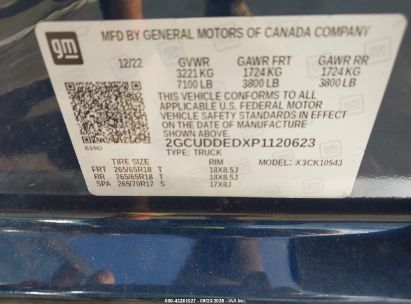 gm
MFD BY GENERAL MOTORS OF CANADA COMPANY
12/22 GVWR GAWR FRT GAWR RR
3221 KG 1724 KG 1724 KG
7100 LB 3800 LB 3800 LB
THIS VEHICLE CONFORMS TO ALL
APPLICABLE U.S. FEDERAL MOTOR
VEHICLE SAFETY STANDARDS IN
EFFECT ON THE DATE OF
MANUFACTURE SHOWN ABOVE.
2GCUDDEDXP1120623
619D TYPE: TRUCK MODEL: X3CK10543
TIRE SIZE RIM
FRT 265/65R18 T 18X8.5J
RR 265/65R18 T 18X8.5J
SPA 265/70R17 S 17X8J